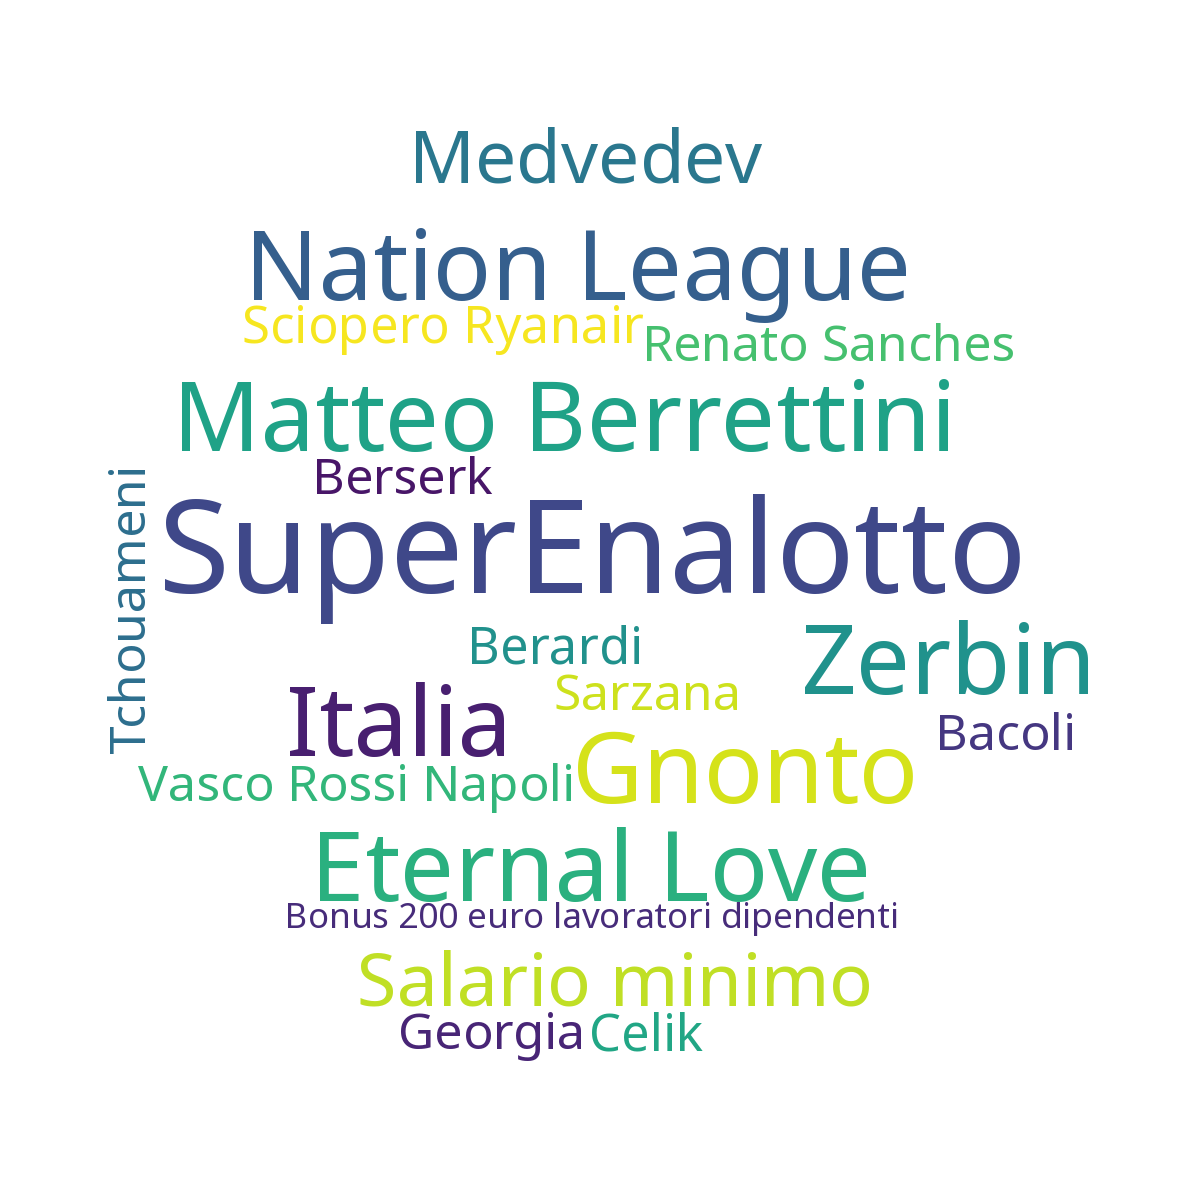 Medvedev
Nation League
Sciopero Ryanair
Renato Sanches
Matteo Berrettini
Berserk
Tchouameni
SuperEnalotto
Berardi
Zerbin
Sarzana
Italia
Bacoli
Gnonto
Vasco Rossi Napoli
Eternal Love
Bonus 200 euro lavoratori dipendenti
Salario minimo
Georgia
Celik